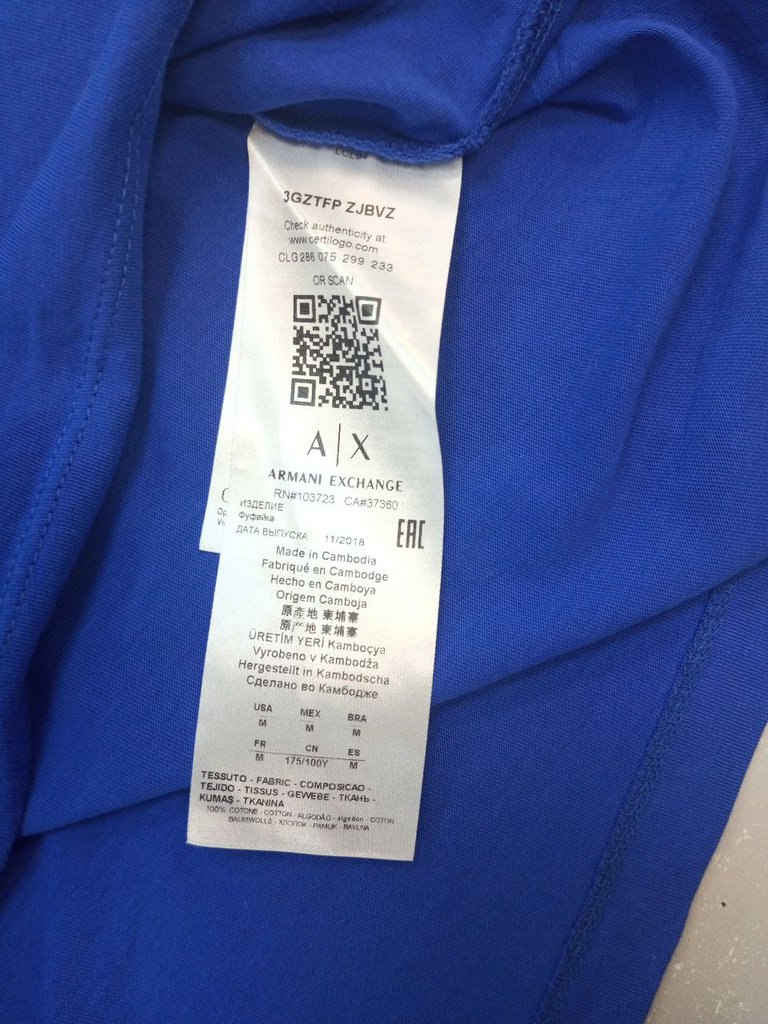 3GZTFP ZJBVZ
Check authenticity at
www.certilogo.com
CLG 286 075 299 233
OR SCAN
A|X
ARMANI EXCHANGE
RN#103723 CA#37360
ИЗДЕЛИЕ
Фуфайка
ДАТА ВЫПУСКА 11/2018
EAC
Made in Cambodia
Fabriqué en Cambodge
Hecho en Camboya
Origem Camboja
原產地 柬埔寨
原产地 柬埔寨
ÜRETİM YERİ Kamboçya
Vyrobeno v Kambodža
Hergestellt in Kambodscha
Сделано во Камбодже
USA MEX BRA
M M M
FR CN ES
M 175/100Y M
TESSUTO - FABRIC - COMPOSICAO -
TEJIDO - TISSUS - GEWEBE - ТКАНЬ -
KUMAŞ - TKANINA
100% COTONE - COTTON - ALGODÃO - algodon - COTON
BAUMWOLLE - ХЛОПОК - PAMUK - BAVLNA